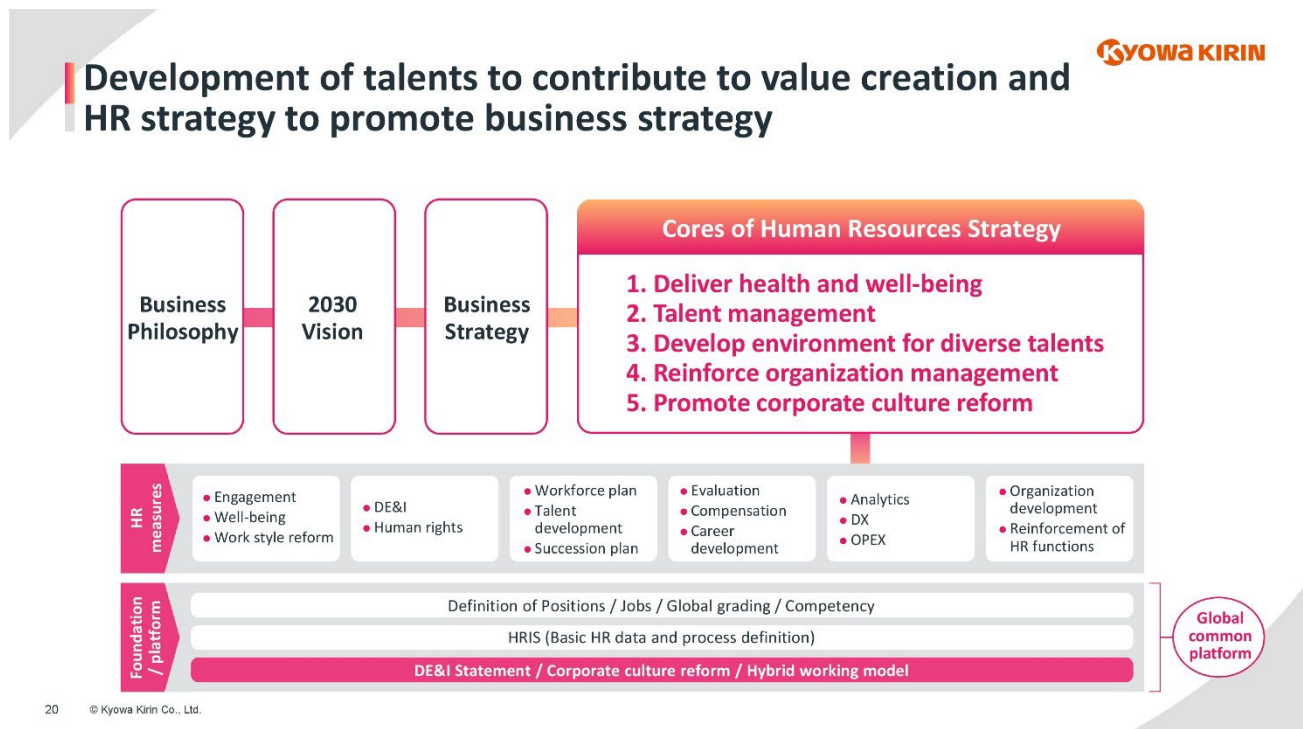 KYOWA KIRIN
Development of talents to contribute to value creation and
HR strategy to promote business strategy
Business
Philosophy
2030
Vision
Business
Strategy
Cores of Human Resources Strategy
1. Deliver health and well-being
2. Talent management
3. Develop environment for diverse talents
4. Reinforce organization management
5. Promote corporate culture reform
HR
measures
● Engagement
● Well-being
● Work style reform
● DE&I
● Human rights
● Workforce plan
● Talent
development
● Succession plan
● Evaluation
● Compensation
● Career
development
● Analytics
● DX
● OPEX
● Organization
development
● Reinforcement of
HR functions
Foundation
/ platform
Definition of Positions / Jobs / Global grading / Competency
HRIS (Basic HR data and process definition)
DE&I Statement / Corporate culture reform / Hybrid working model
Global
common
platform
20 © Kyowa Kirin Co., Ltd.